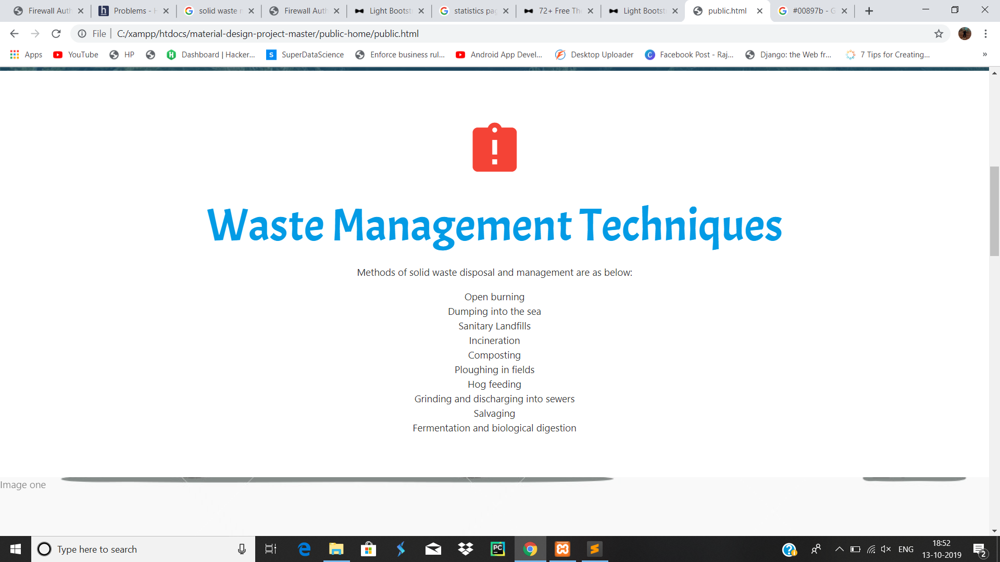 Firewall Auth
Problems - H
solid waste m
Firewall Auth
Light Bootst
statistics pag
72+ Free The
Light Bootst
public.html
#00897b - G
File
C:/xampp/htdocs/material-design-project-master/public-home/public.html
Apps
YouTube
HP
Dashboard | Hacker...
SuperDataScience
Enforce business rul...
Android App Devel...
Desktop Uploader
Facebook Post - Raj...
Django: the Web fr...
7 Tips for Creating...
»
Waste Management Techniques
Methods of solid waste disposal and management are as below:
Open burning
Dumping into the sea
Sanitary Landfills
Incineration
Composting
Ploughing in fields
Hog feeding
Grinding and discharging into sewers
Salvaging
Fermentation and biological digestion
Image one
Type here to search
ENG
18:52
13-10-2019
2